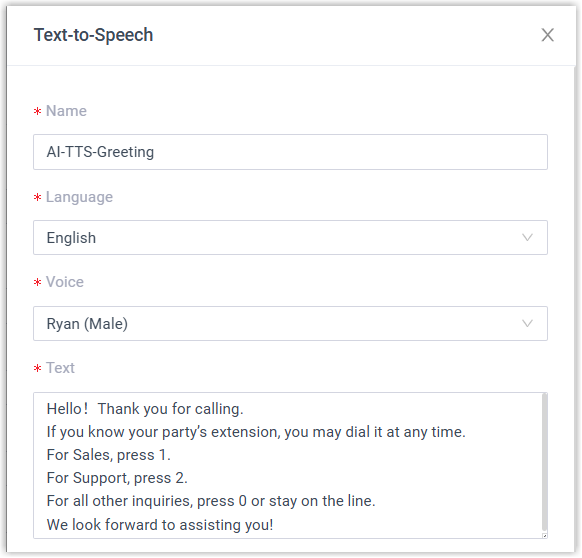 Text-to-Speech
* Name
AI-TTS-Greeting
* Language
English
* Voice
Ryan (Male)
* Text
Hello！Thank you for calling.
If you know your party’s extension, you may dial it at any time.
For Sales, press 1.
For Support, press 2.
For all other inquiries, press 0 or stay on the line.
We look forward to assisting you!